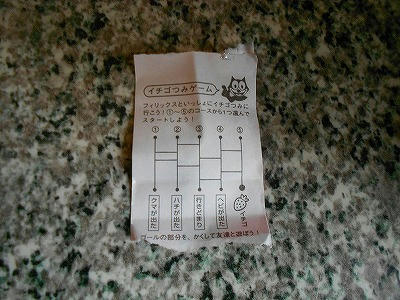 イチゴつみゲーム
フィリックスといっしょにイチゴつみに
行こう！①〜⑤のコースから1つ選んで
スタートしよう！
① ② ③ ④ ⑤
クマが出た
ハチが出た
行きどまり
ヘビが出た
イチゴ
ゴールの部分を、かくして友達と遊ぼう！